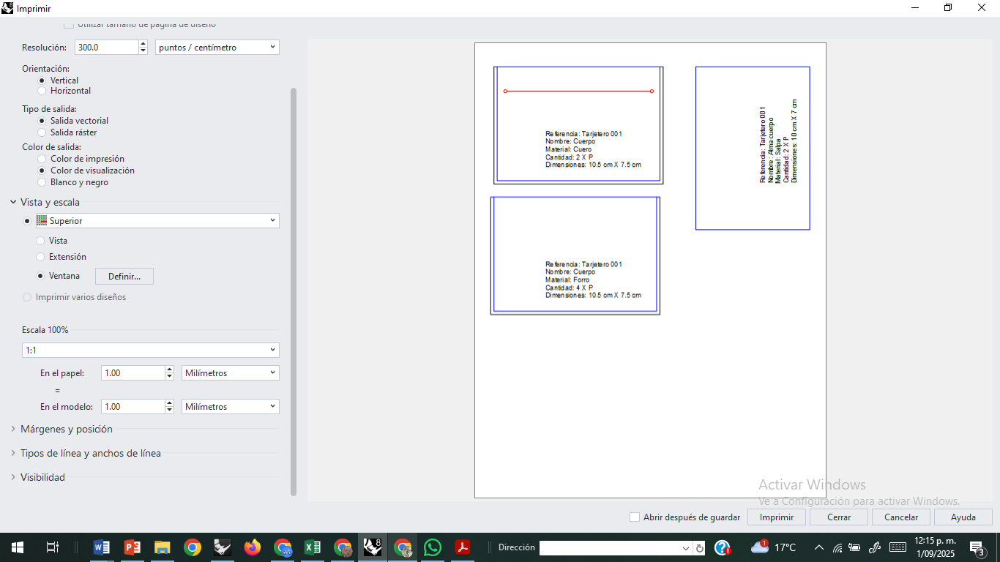 Imprimir
Utilizar tamaño de página de diseño
Resolución:
300.0
puntos / centímetro
Orientación:
Vertical
Horizontal
Tipo de salida:
Salida vectorial
Salida ráster
Color de salida:
Color de impresión
Color de visualización
Blanco y negro
Vista y escala
Superior
Vista
Extensión
Ventana
Definir...
Imprimir varios diseños
Escala 100%
1:1
En el papel:
1.00
Milímetros
=
En el modelo:
1.00
Milímetros
Márgenes y posición
Tipos de línea y anchos de línea
Visibilidad
Referencia: Tarjetero 001
Nombre: Cuerpo
Material: Cuero
Cantidad: 2 X P
Dimensiones: 10.5 cm X 7.5 cm
Referencia: Tarjetero 001
Nombre: Cuerpo
Material: Forro
Cantidad: 4 X P
Dimensiones: 10.5 cm X 7.5 cm
Referencia: Tarjetero 001
Nombre: Alma cuerpo
Material: Salpa
Cantidad: 2 X P
Dimensiones: 10 cm X 7 cm
Activar Windows
Ve a Configuración para activar Windows.
Abrir después de guardar
Imprimir
Cerrar
Cancelar
Ayuda
Dirección
1
17°C
12:15 p. m.
1/09/2025
3